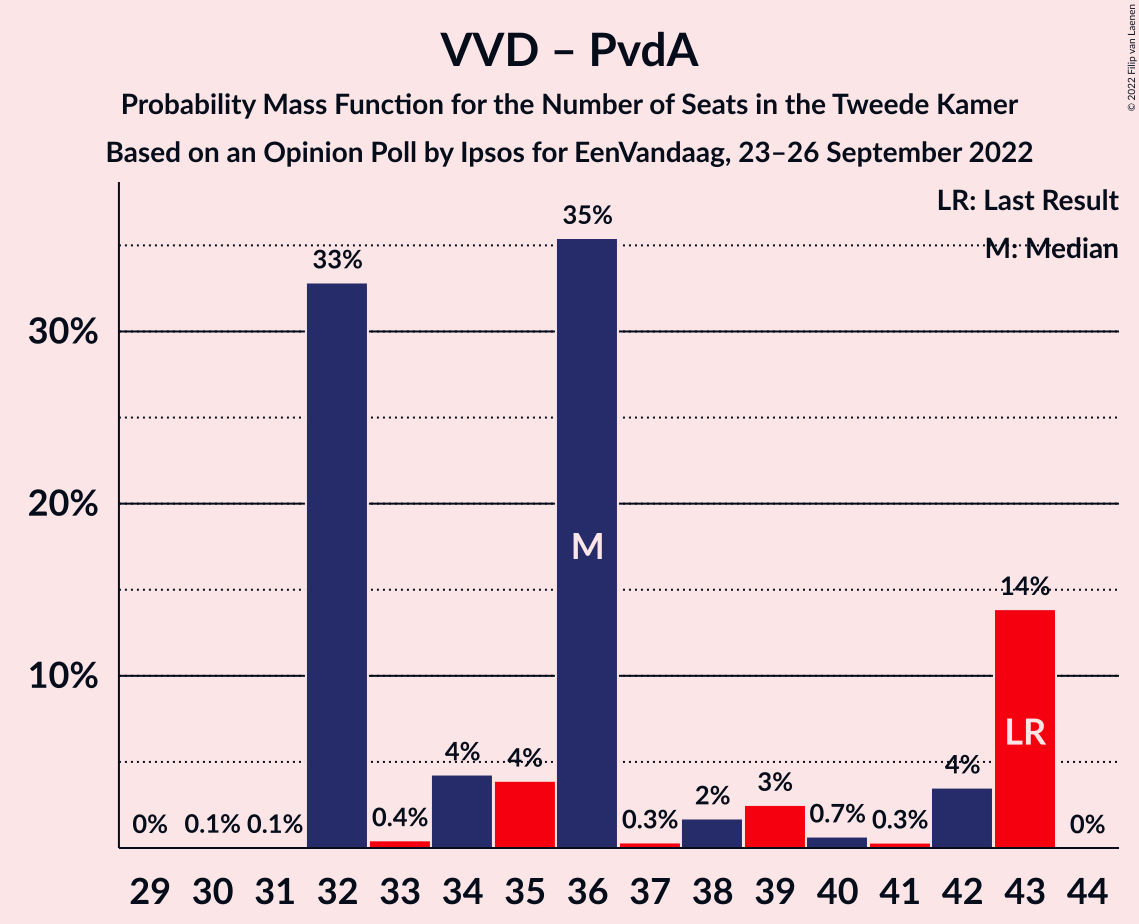 VVD – PvdA
Probability Mass Function for the Number of Seats in the Tweede Kamer
Based on an Opinion Poll by Ipsos for EenVandaag, 23–26 September 2022
© 2022 Filip van Laenen
LR: Last Result
M: Median
30%
20%
10%
0% 0.1% 0.1% 33% 0.4% 4% 4% 35% 0.3% 2% 3% 0.7% 0.3% 4% 14% 0%
M
LR
29 30 31 32 33 34 35 36 37 38 39 40 41 42 43 44